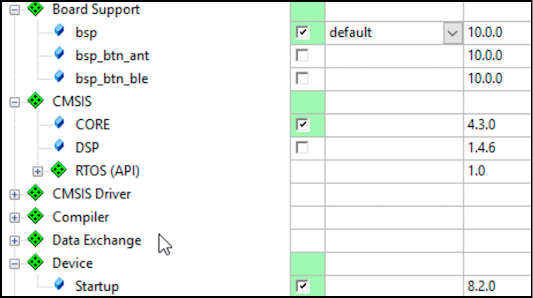 Board Support
bsp default 10.0.0
bsp_btn_ant 10.0.0
bsp_btn_ble 10.0.0
CMSIS
CORE 4.3.0
DSP 1.4.6
RTOS (API) 1.0
CMSIS Driver
Compiler
Data Exchange
Device
Startup 8.2.0